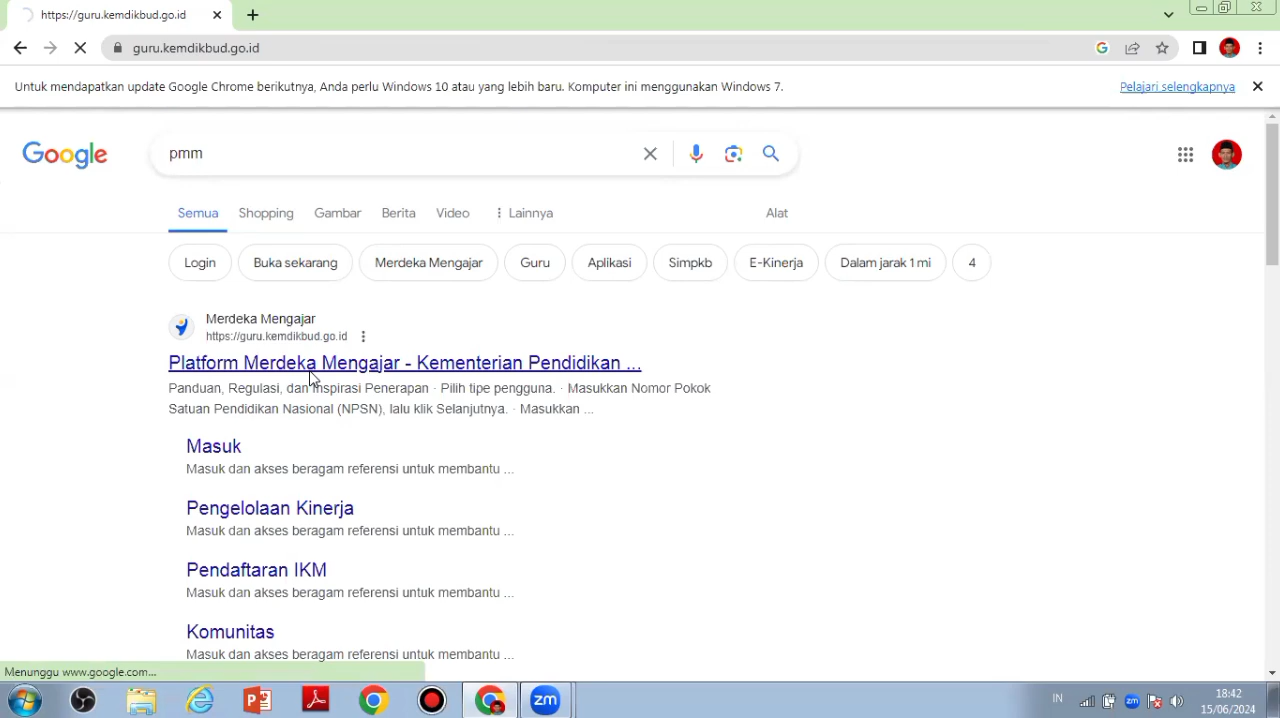 https://guru.kemdikbud.go.id
guru.kemdikbud.go.id
Untuk mendapatkan update Google Chrome berikutnya, Anda perlu Windows 10 atau yang lebih baru. Komputer ini menggunakan Windows 7.
Pelajari selengkapnya
Google
pmm
Semua
Shopping
Gambar
Berita
Video
Lainnya
Alat
Login
Buka sekarang
Merdeka Mengajar
Guru
Aplikasi
Simpkb
E-Kinerja
Dalam jarak 1 mi
4
Merdeka Mengajar
https://guru.kemdikbud.go.id
Platform Merdeka Mengajar - Kementerian Pendidikan ...
Panduan, Regulasi, dan Inspirasi Penerapan · Pilih tipe pengguna. · Masukkan Nomor Pokok
Satuan Pendidikan Nasional (NPSN), lalu klik Selanjutnya. · Masukkan ...
Masuk
Masuk dan akses beragam referensi untuk membantu ...
Pengelolaan Kinerja
Masuk dan akses beragam referensi untuk membantu ...
Pendaftaran IKM
Masuk dan akses beragam referensi untuk membantu ...
Komunitas
Masuk dan akses beragam referensi untuk membantu ...
Menunggu www.google.com...
zm
IN
zm
18:42
15/06/2024